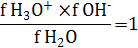 f H₃O⁺ × f OH⁻
f H₂O
=1